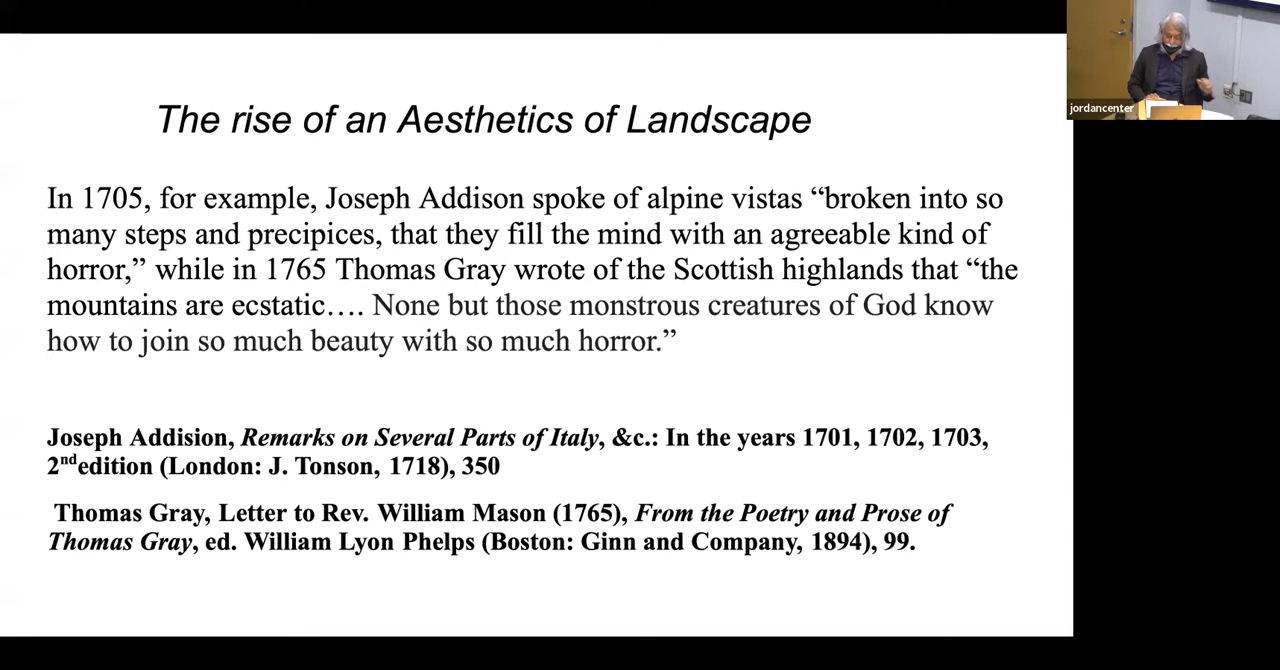 The rise of an Aesthetics of Landscape
In 1705, for example, Joseph Addison spoke of alpine vistas “broken into so
many steps and precipices, that they fill the mind with an agreeable kind of
horror,” while in 1765 Thomas Gray wrote of the Scottish highlands that “the
mountains are ecstatic…. None but those monstrous creatures of God know
how to join so much beauty with so much horror.”
Joseph Addision, Remarks on Several Parts of Italy, &c.: In the years 1701, 1702, 1703,
2nd edition (London: J. Tonson, 1718), 350
Thomas Gray, Letter to Rev. William Mason (1765), From the Poetry and Prose of
Thomas Gray, ed. William Lyon Phelps (Boston: Ginn and Company, 1894), 99.
jordancenter